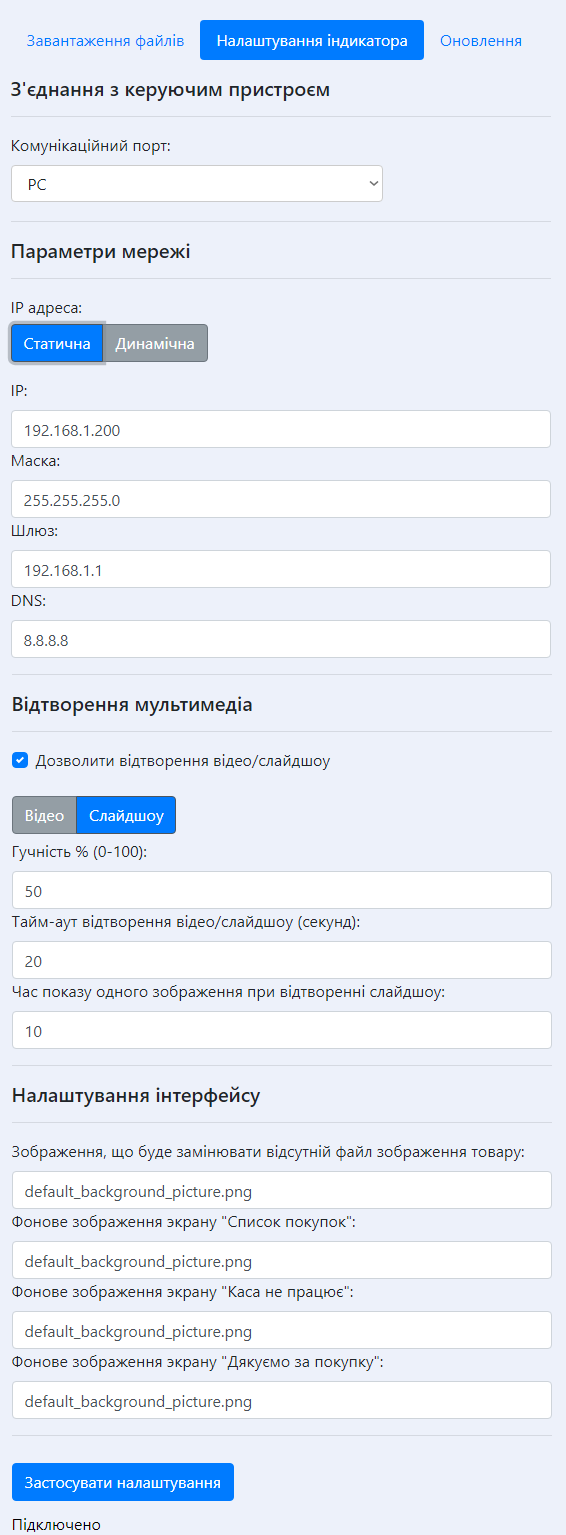 Завантаження файлів Налаштування індикатора Оновлення
З'єднання з керуючим пристроєм
Комунікаційний порт:
PC
Параметри мережі
IP адреса:
Статична Динамічна
IP:
192.168.1.200
Маска:
255.255.255.0
Шлюз:
192.168.1.1
DNS:
8.8.8.8
Відтворення мультимедіа
Дозволити відтворення відео/слайдшоу
Відео Слайдшоу
Гучність % (0-100):
50
Тайм-аут відтворення відео/слайдшоу (секунд):
20
Час показу одного зображення при відтворенні слайдшоу:
10
Налаштування інтерфейсу
Зображення, що буде замінювати відсутній файл зображення товару:
default_background_picture.png
Фонове зображення экрану "Список покупок":
default_background_picture.png
Фонове зображення экрану "Каса не працює":
default_background_picture.png
Фонове зображення экрану "Дякуємо за покупку":
default_background_picture.png
Застосувати налаштування
Підключено